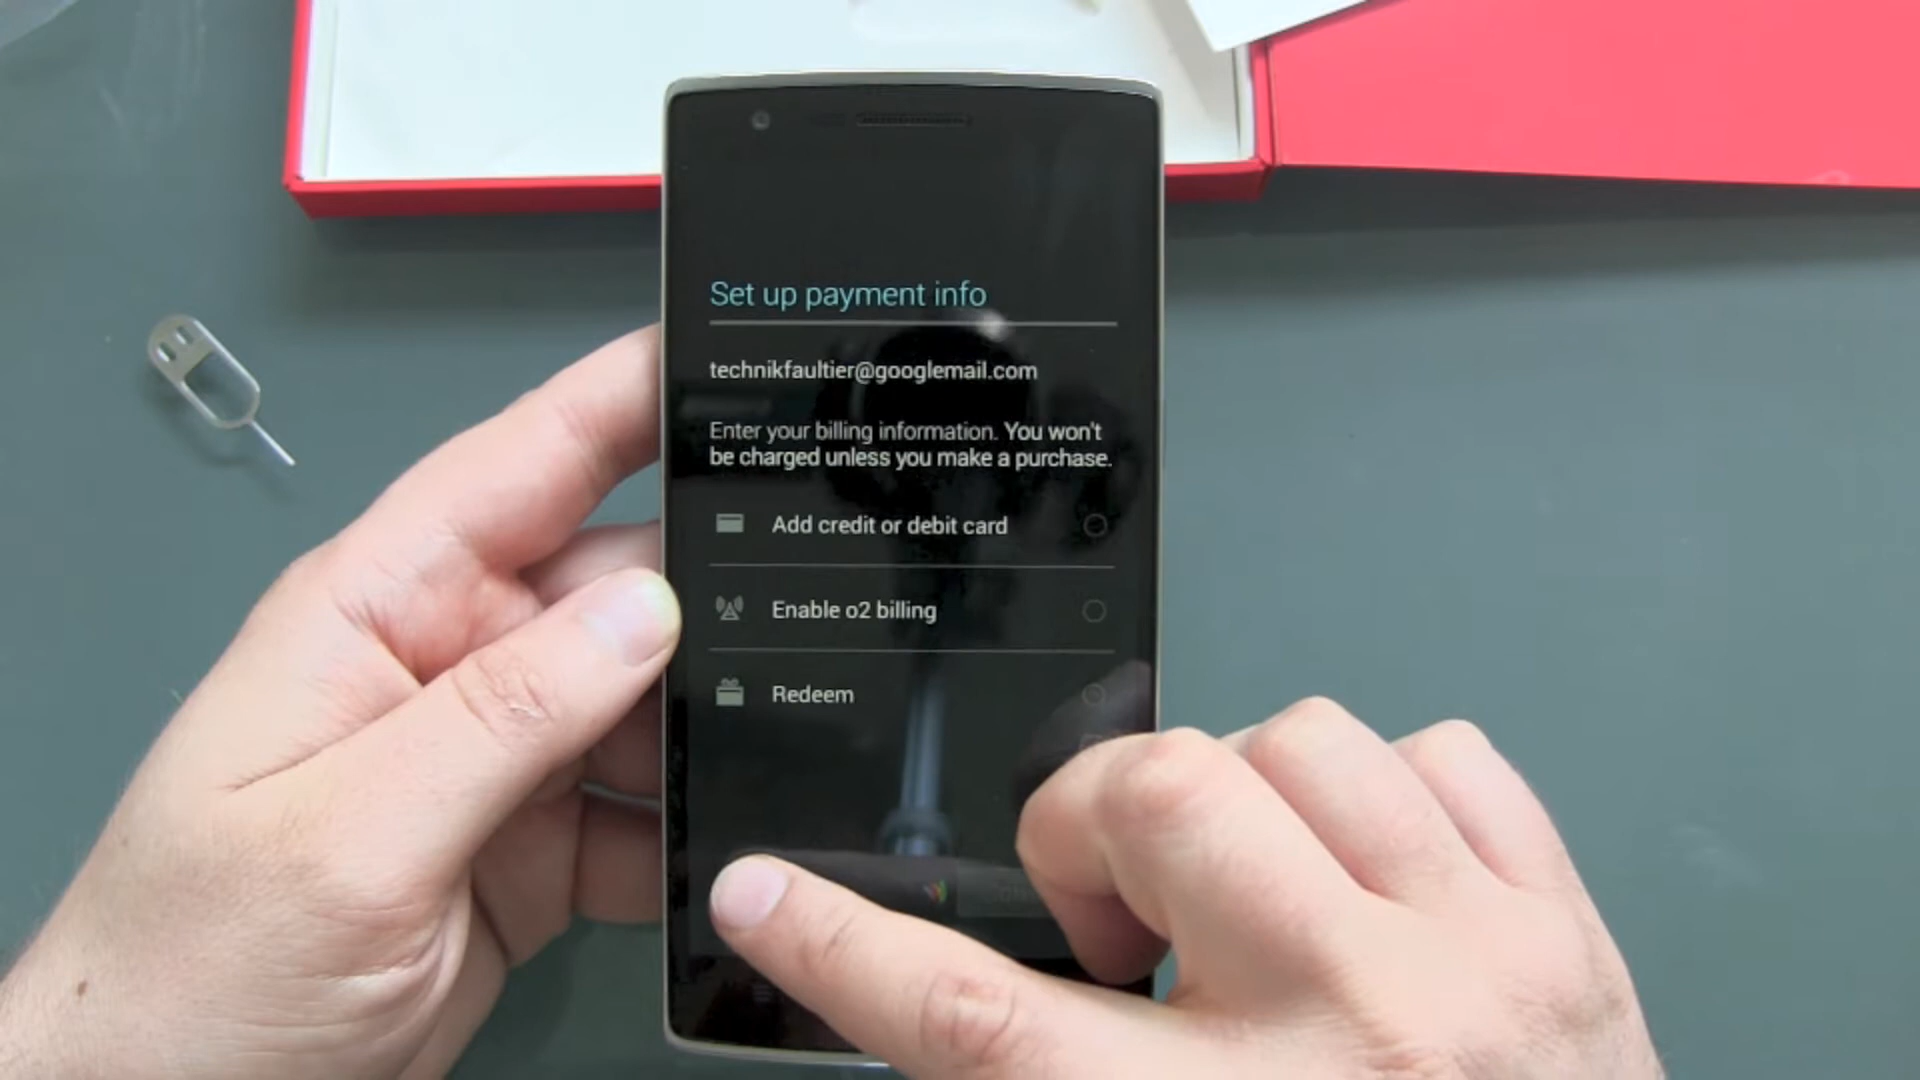 Set up payment info
technikfaultier@googlemail.com
Enter your billing information. You won't
be charged unless you make a purchase.
Add credit or debit card
Enable o2 billing
Redeem